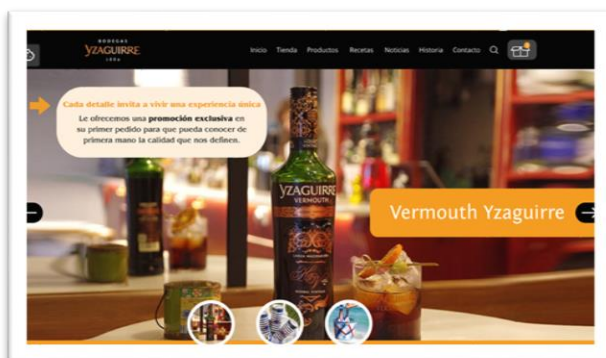 BODEGAS
YZAGUIRRE
1884
Inicio Tienda Productos Recetas Noticias Historia Contacto
Cada detalle invita a vivir una experiencia única
Le ofrecemos una promoción exclusiva en
su primer pedido para que pueda conocer de
primera mano la calidad que nos definen.
YZAGUIRRE
VERMOUTH
Vermouth Yzaguirre